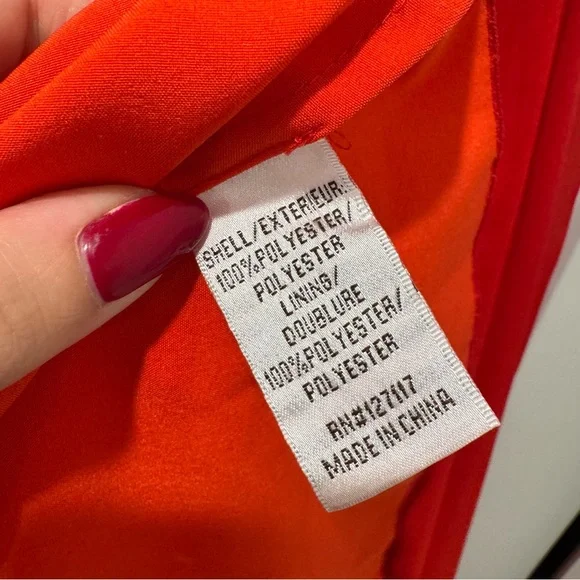 SHELL/EXTERIEUR:
100%POLYESTER/
POLYESTER
LINING/
DOUBLURE
100%POLYESTER/
POLYESTER
RN#127117
MADE IN CHINA